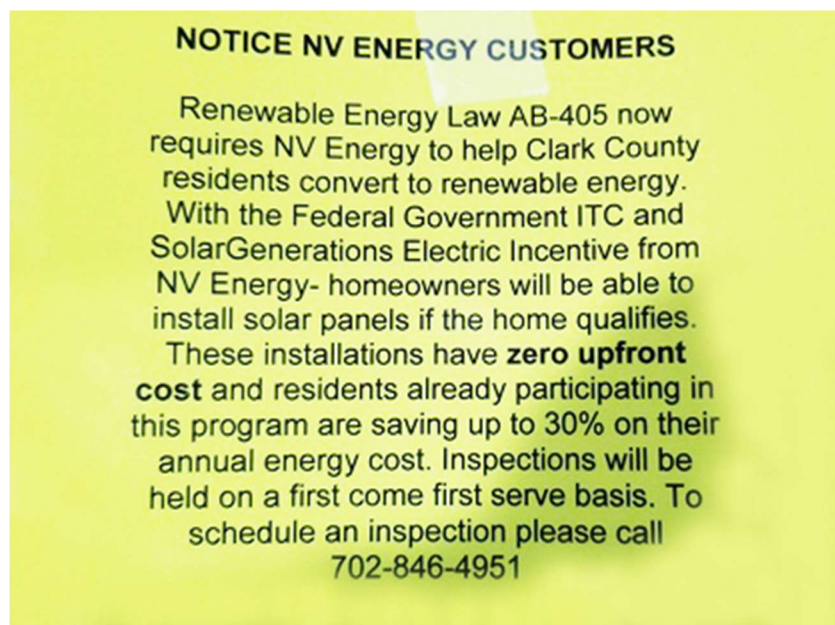 NOTICE NV ENERGY CUSTOMERS
Renewable Energy Law AB-405 now
requires NV Energy to help Clark County
residents convert to renewable energy.
With the Federal Government ITC and
SolarGenerations Electric Incentive from
NV Energy- homeowners will be able to
install solar panels if the home qualifies.
These installations have zero upfront
cost and residents already participating in
this program are saving up to 30% on their
annual energy cost. Inspections will be
held on a first come first serve basis. To
schedule an inspection please call
702-846-4951